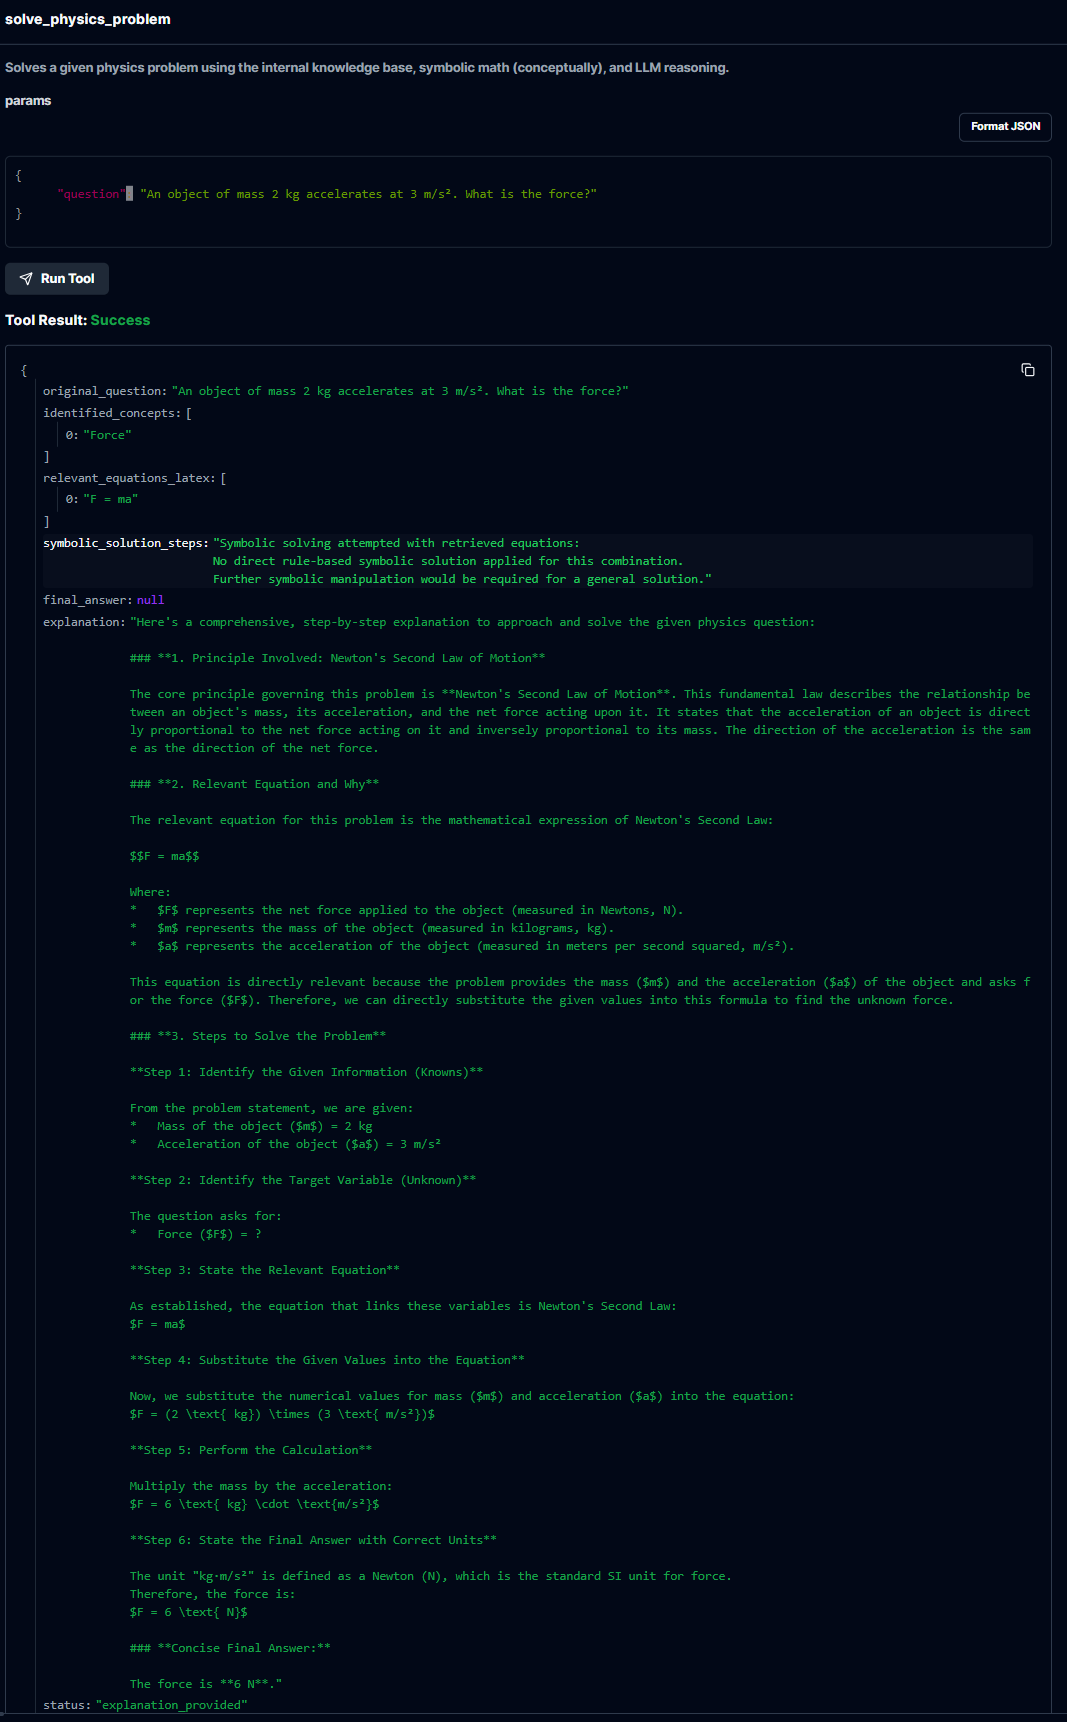 solve_physics_problem
Solves a given physics problem using the internal knowledge base, symbolic math (conceptually), and LLM reasoning.
params
Format JSON
{
"question": "An object of mass 2 kg accelerates at 3 m/s². What is the force?"
}
Run Tool
Tool Result: Success
{
original_question: "An object of mass 2 kg accelerates at 3 m/s². What is the force?"
identified_concepts: [
0: "Force"
]
relevant_equations_latex: [
0: "F = ma"
]
symbolic_solution_steps: "Symbolic solving attempted with retrieved equations:
No direct rule-based symbolic solution applied for this combination.
Further symbolic manipulation would be required for a general solution."
final_answer: null
explanation: "Here's a comprehensive, step-by-step explanation to approach and solve the given physics question:
### **1. Principle Involved: Newton's Second Law of Motion**
The core principle governing this problem is **Newton's Second Law of Motion**. This fundamental law describes the relationship be
tween an object's mass, its acceleration, and the net force acting upon it. It states that the acceleration of an object is direct
ly proportional to the net force acting on it and inversely proportional to its mass. The direction of the acceleration is the sam
e as the direction of the net force.
### **2. Relevant Equation and Why**
The relevant equation for this problem is the mathematical expression of Newton's Second Law:
$$F = ma$$
Where:
*   $F$ represents the net force applied to the object (measured in Newtons, N).
*   $m$ represents the mass of the object (measured in kilograms, kg).
*   $a$ represents the acceleration of the object (measured in meters per second squared, m/s²).
This equation is directly relevant because the problem provides the mass ($m$) and the acceleration ($a$) of the object and asks f
or the force ($F$). Therefore, we can directly substitute the given values into this formula to find the unknown force.
### **3. Steps to Solve the Problem**
**Step 1: Identify the Given Information (Knowns)**
From the problem statement, we are given:
*   Mass of the object ($m$) = 2 kg
*   Acceleration of the object ($a$) = 3 m/s²
**Step 2: Identify the Target Variable (Unknown)**
The question asks for:
*   Force ($F$) = ?
**Step 3: State the Relevant Equation**
As established, the equation that links these variables is Newton's Second Law:
$F = ma$
**Step 4: Substitute the Given Values into the Equation**
Now, we substitute the numerical values for mass ($m$) and acceleration ($a$) into the equation:
$F = (2 \text{ kg}) \times (3 \text{ m/s²})$
**Step 5: Perform the Calculation**
Multiply the mass by the acceleration:
$F = 6 \text{ kg} \cdot \text{m/s²}$
**Step 6: State the Final Answer with Correct Units**
The unit "kg·m/s²" is defined as a Newton (N), which is the standard SI unit for force.
Therefore, the force is:
$F = 6 \text{ N}$
### **Concise Final Answer:**
The force is **6 N**."
status: "explanation_provided"